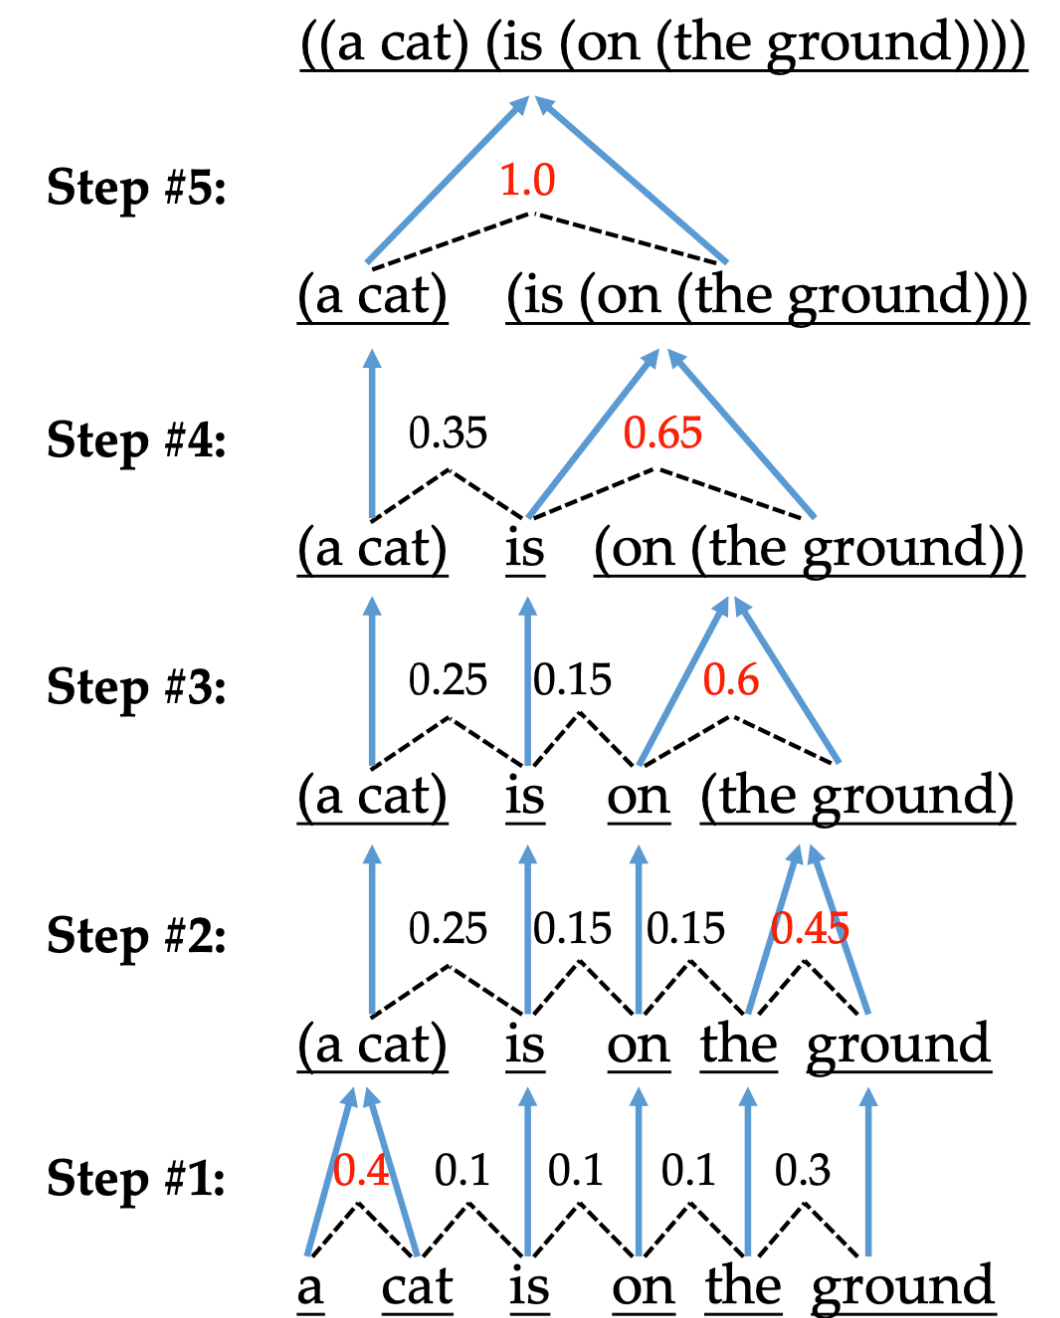 ((a cat) (is (on (the ground))))
Step #5:
1.0
(a cat) (is (on (the ground)))
Step #4:
0.35 0.65
(a cat) is (on (the ground))
Step #3:
0.25 0.15 0.6
(a cat) is on (the ground)
Step #2:
0.25 0.15 0.15 0.45
(a cat) is on the ground
Step #1:
0.4 0.1 0.1 0.1 0.3
a cat is on the ground